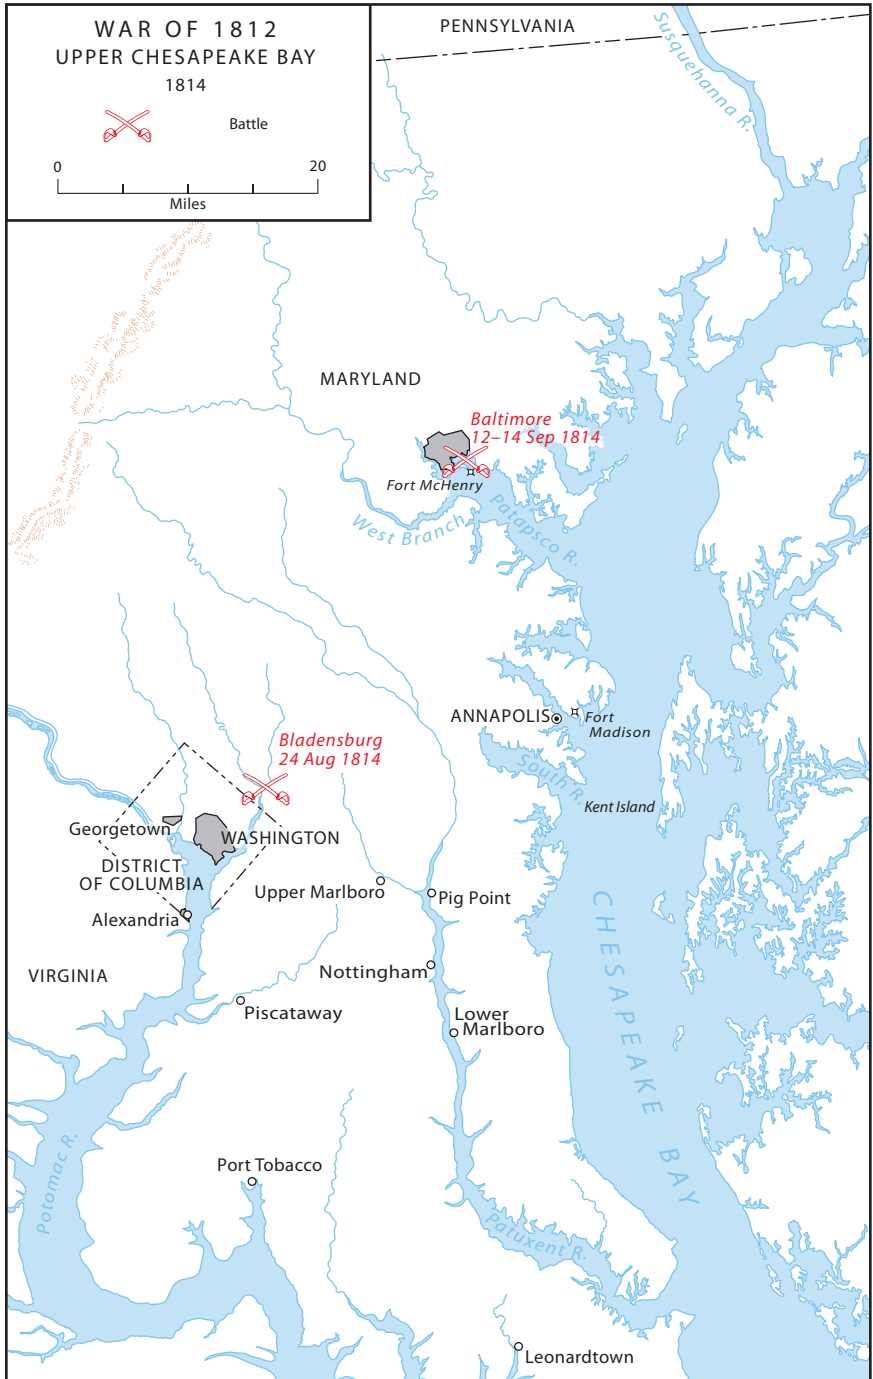 WAR OF 1812
UPPER CHESAPEAKE BAY
1814
Battle
0 20
Miles
PENNSYLVANIA
Susquehanna R.
MARYLAND
Baltimore
12–14 Sep 1814
Fort McHenry
West Branch
Patapsco R.
ANNAPOLIS
Fort
Madison
South R.
Kent Island
Bladensburg
24 Aug 1814
Georgetown
WASHINGTON
DISTRICT
OF COLUMBIA
Alexandria
Upper Marlboro
Pig Point
VIRGINIA
Nottingham
Piscataway
Lower
Marlboro
CHESAPEAKE BAY
Potomac R.
Port Tobacco
Patuxent R.
Leonardtown